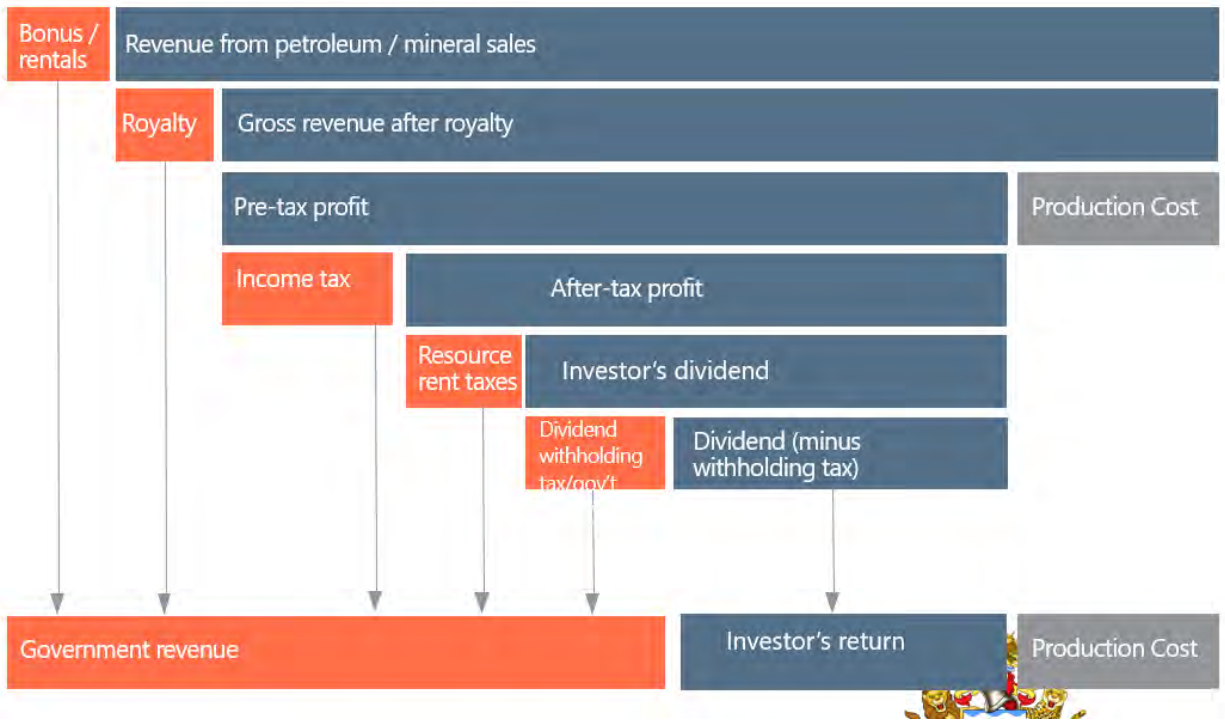 Bonus /
rentals
Revenue from petroleum / mineral sales
Royalty
Gross revenue after royalty
Pre-tax profit
Production Cost
Income tax
After-tax profit
Resource
rent taxes
Investor's dividend
Dividend
withholding
tax/gov't
Dividend (minus
withholding tax)
Government revenue
Investor's return
Production Cost